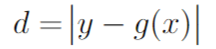 d = |y − g(x)|